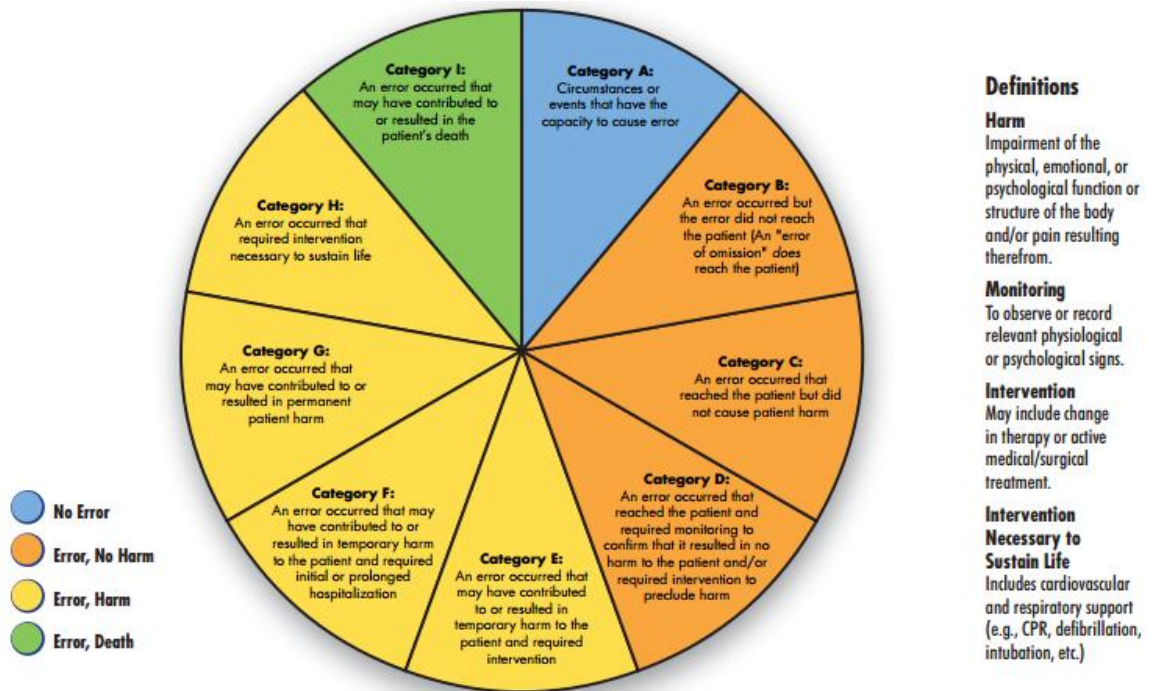 Category I:
An error occurred that
may have contributed to
or resulted in the
patient's death
Category A:
Circumstances or
events that have the
capacity to cause error
Category B:
An error occurred but
the error did not reach
the patient (An "error
of omission" does
reach the patient)
Category C:
An error occurred that
reached the patient but did
not cause patient harm
Category D:
An error occurred that
reached the patient and
required monitoring to
confirm that it resulted in no
harm to the patient and/or
required intervention to
preclude harm
Category E:
An error occurred that
may have contributed
to or resulted in
temporary harm to the
patient and required
intervention
Category F:
An error occurred that may
have contributed to or
resulted in temporary harm
to the patient and required
initial or prolonged
hospitalization
Category G:
An error occurred that
may have contributed to or
resulted in permanent
patient harm
Category H:
An error occurred that
required intervention
necessary to sustain life
No Error
Error, No Harm
Error, Harm
Error, Death
Definitions
Harm
Impairment of the
physical, emotional, or
psychological function or
structure of the body
and/or pain resulting
therefrom.
Monitoring
To observe or record
relevant physiological
or psychological signs.
Intervention
May include change
in therapy or active
medical/surgical
treatment.
Intervention
Necessary to
Sustain Life
Includes cardiovascular
and respiratory support
(e.g., CPR, defibrillation,
intubation, etc.)